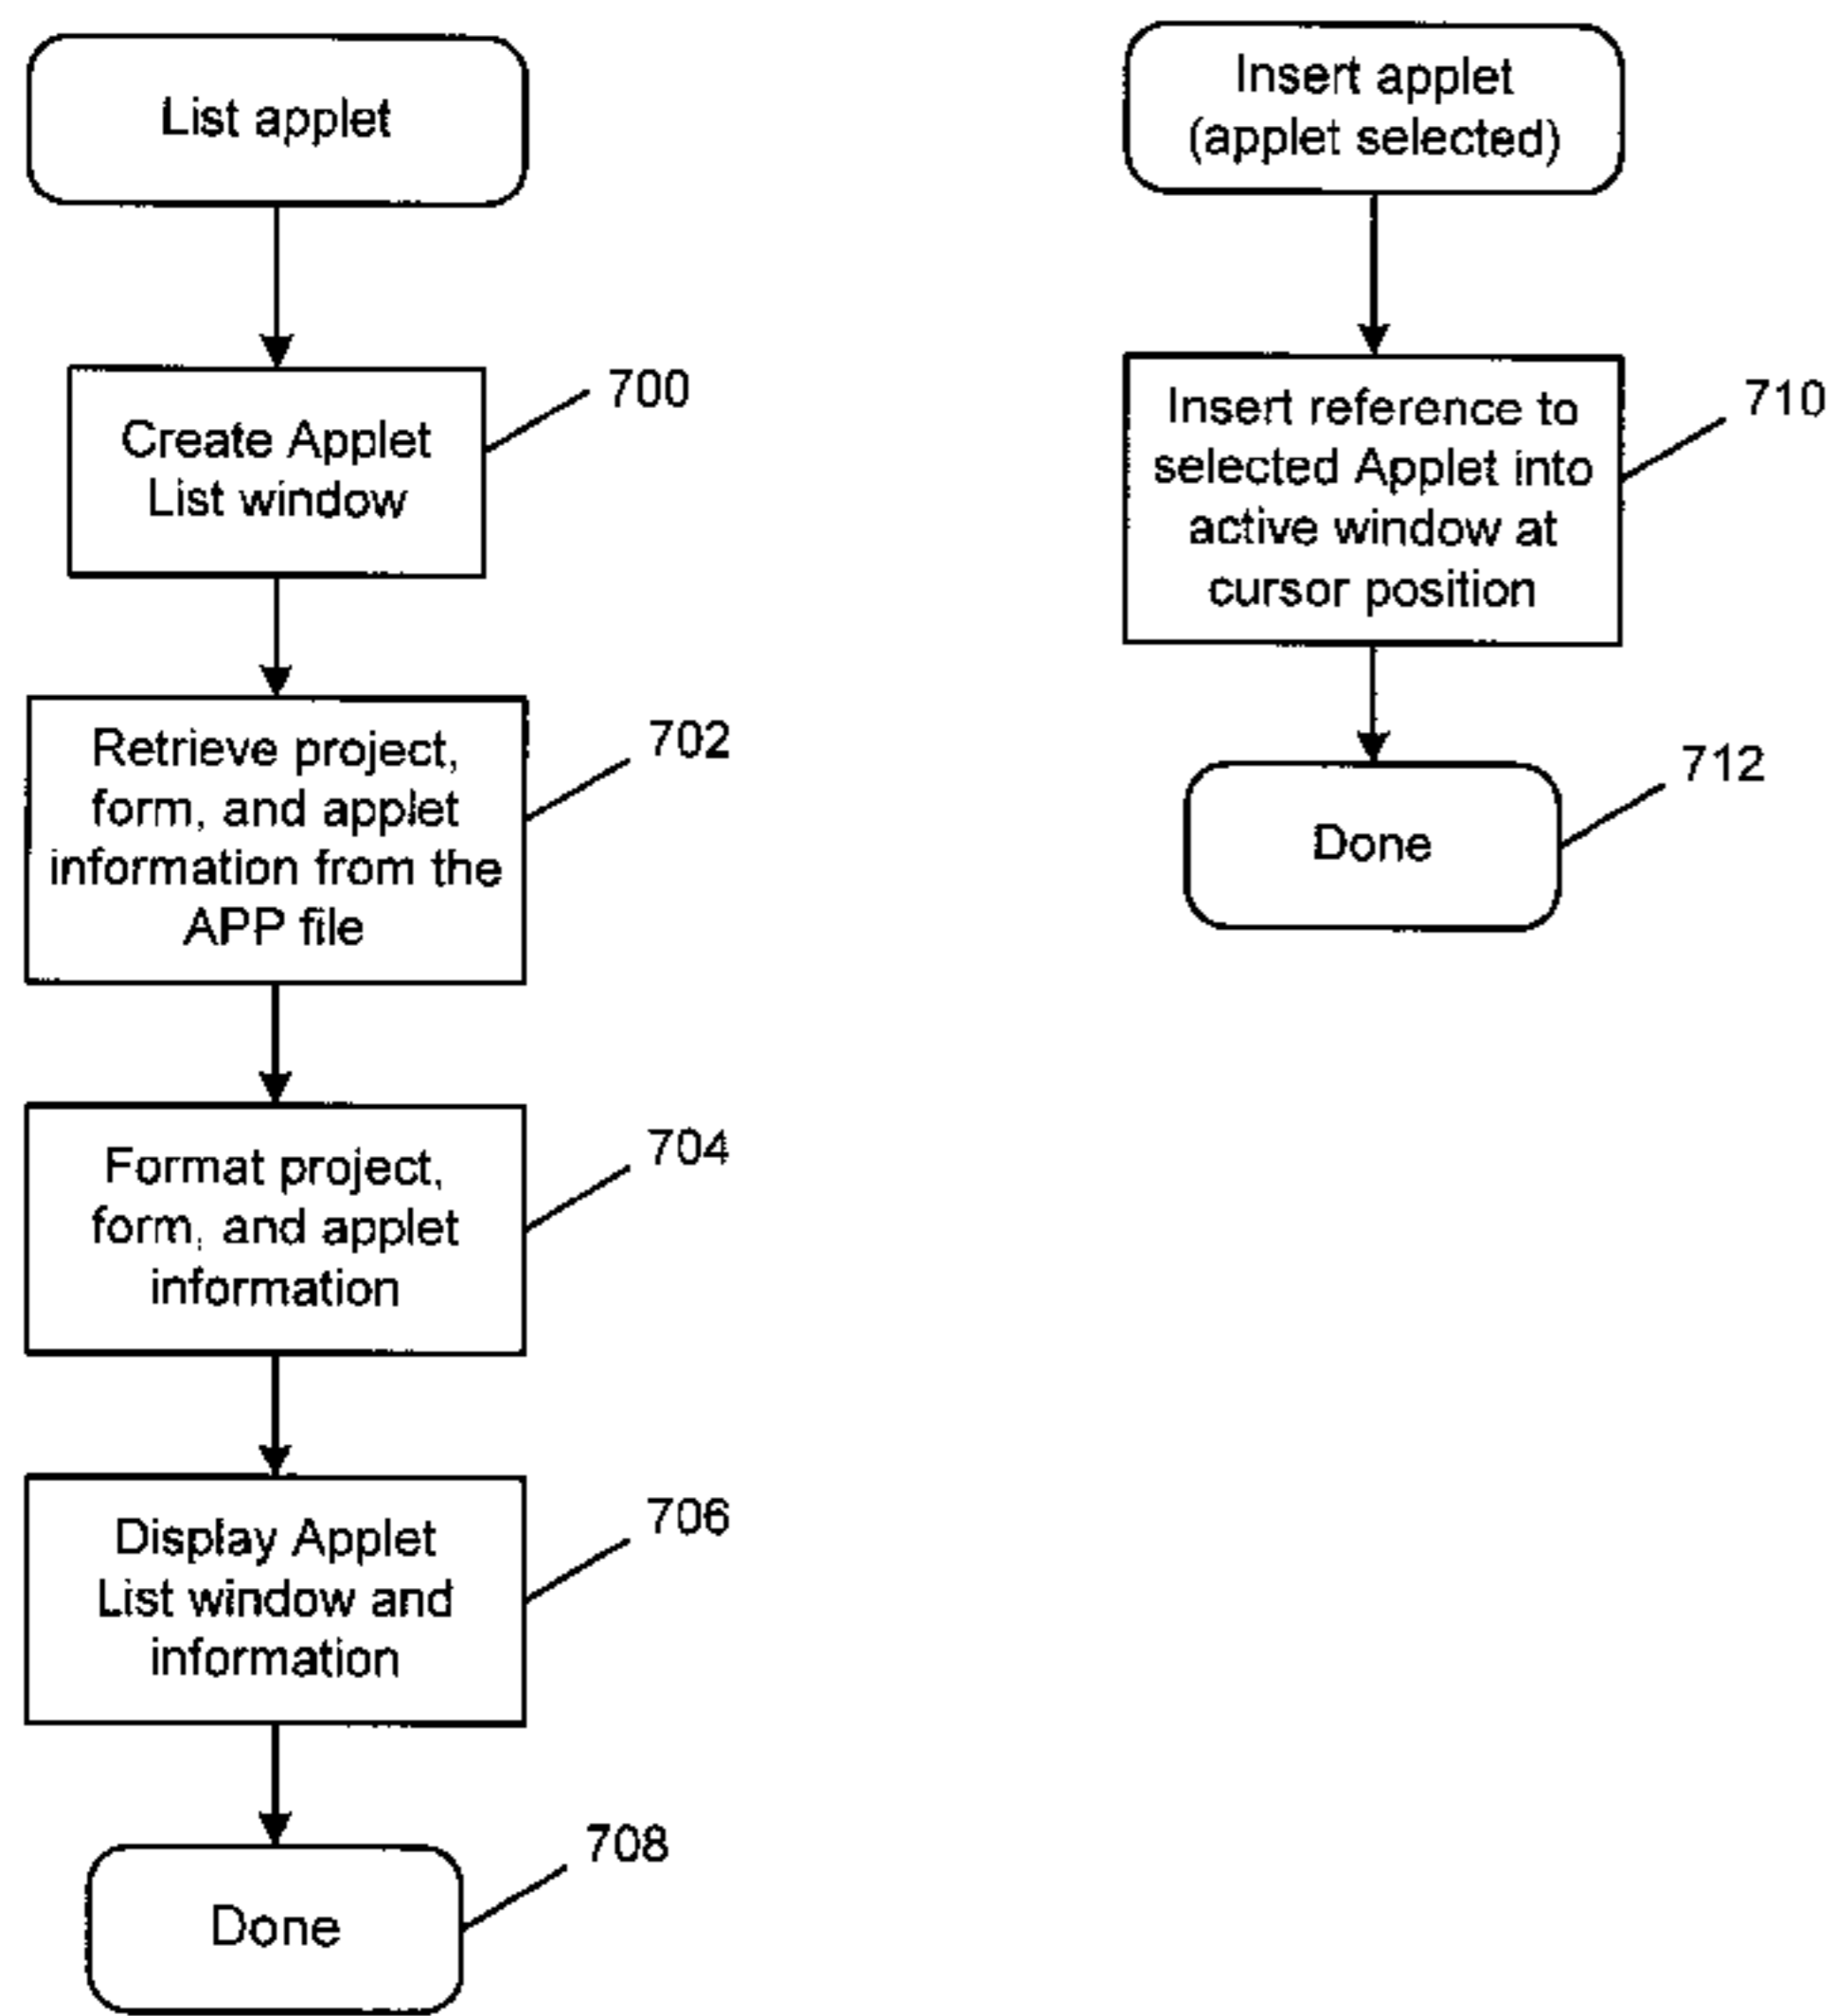 List applet
700
Create Applet
List window
702
Retrieve project,
form, and applet
information from the
APP file
704
Format project,
form, and applet
information
706
Display Applet
List window and
information
708
Done
Insert applet
(applet selected)
710
Insert reference to
selected Applet into
active window at
cursor position
712
Done